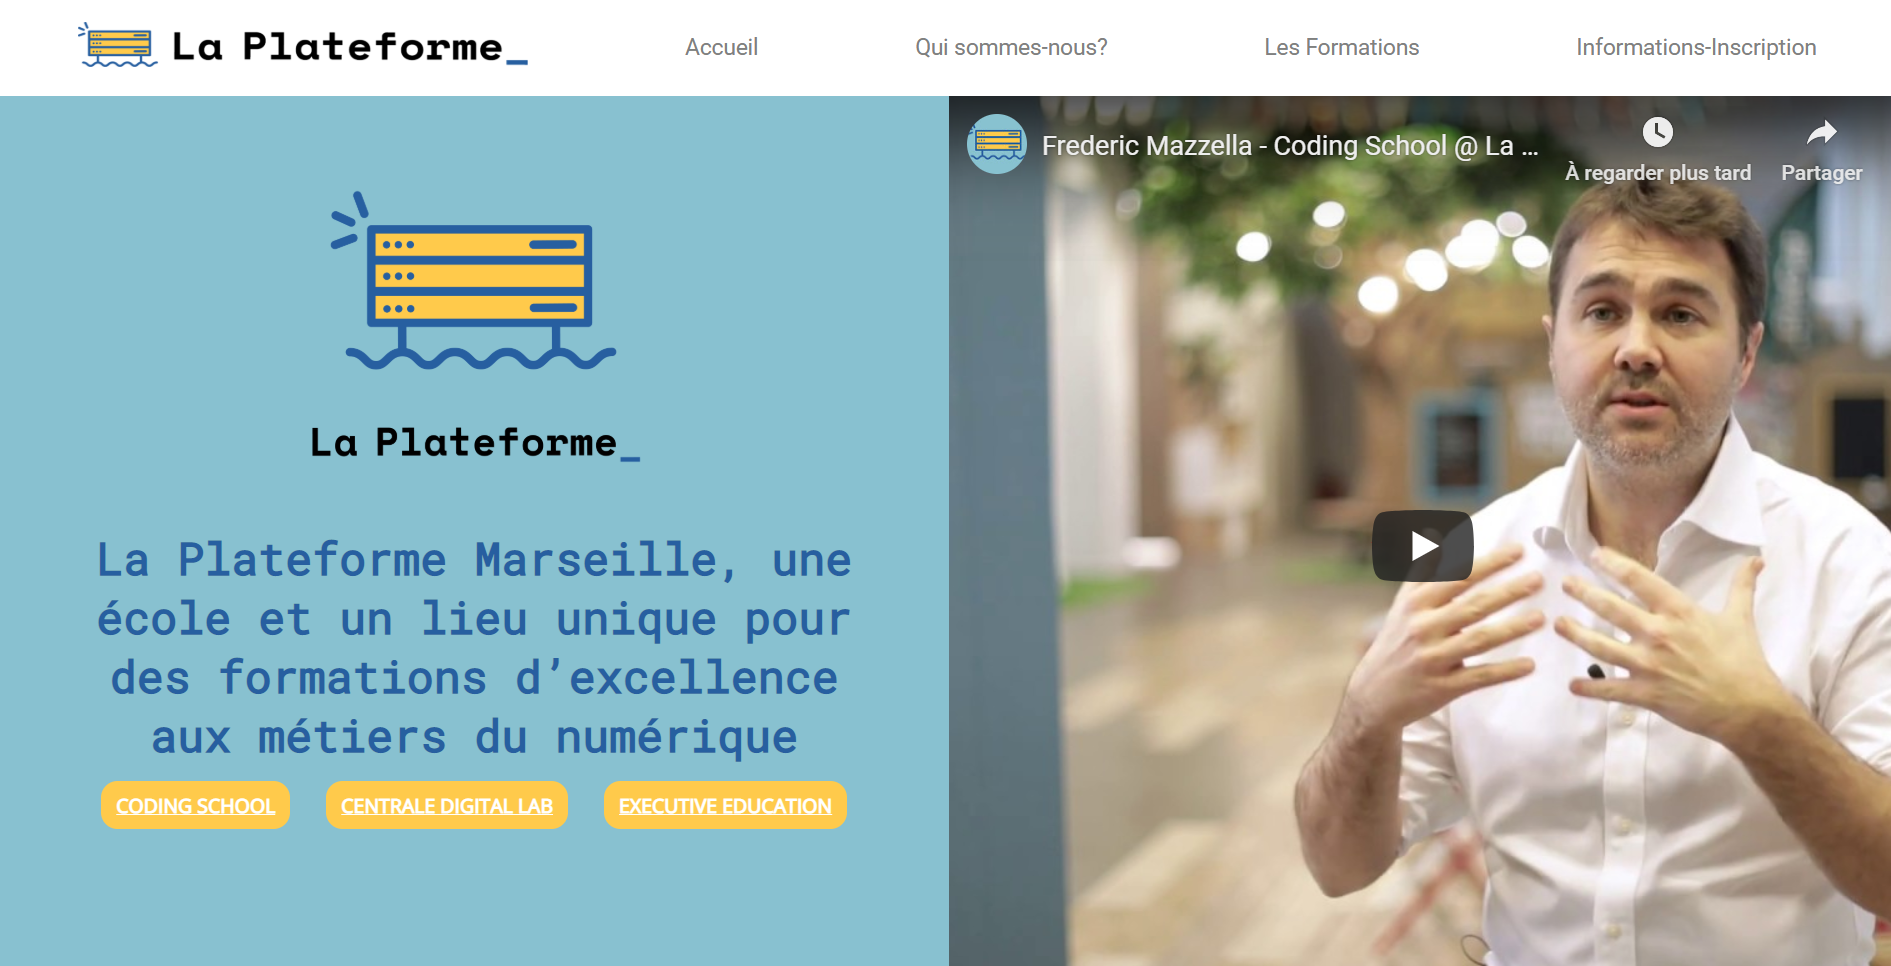 La Plateforme_
Accueil
Qui sommes-nous?
Les Formations
Informations-Inscription
La Plateforme_
La Plateforme Marseille, une
école et un lieu unique pour
des formations d’excellence
aux métiers du numérique
CODING SCHOOL
CENTRALE DIGITAL LAB
EXECUTIVE EDUCATION
Frederic Mazzella - Coding School @ La ...
À regarder plus tard
Partager